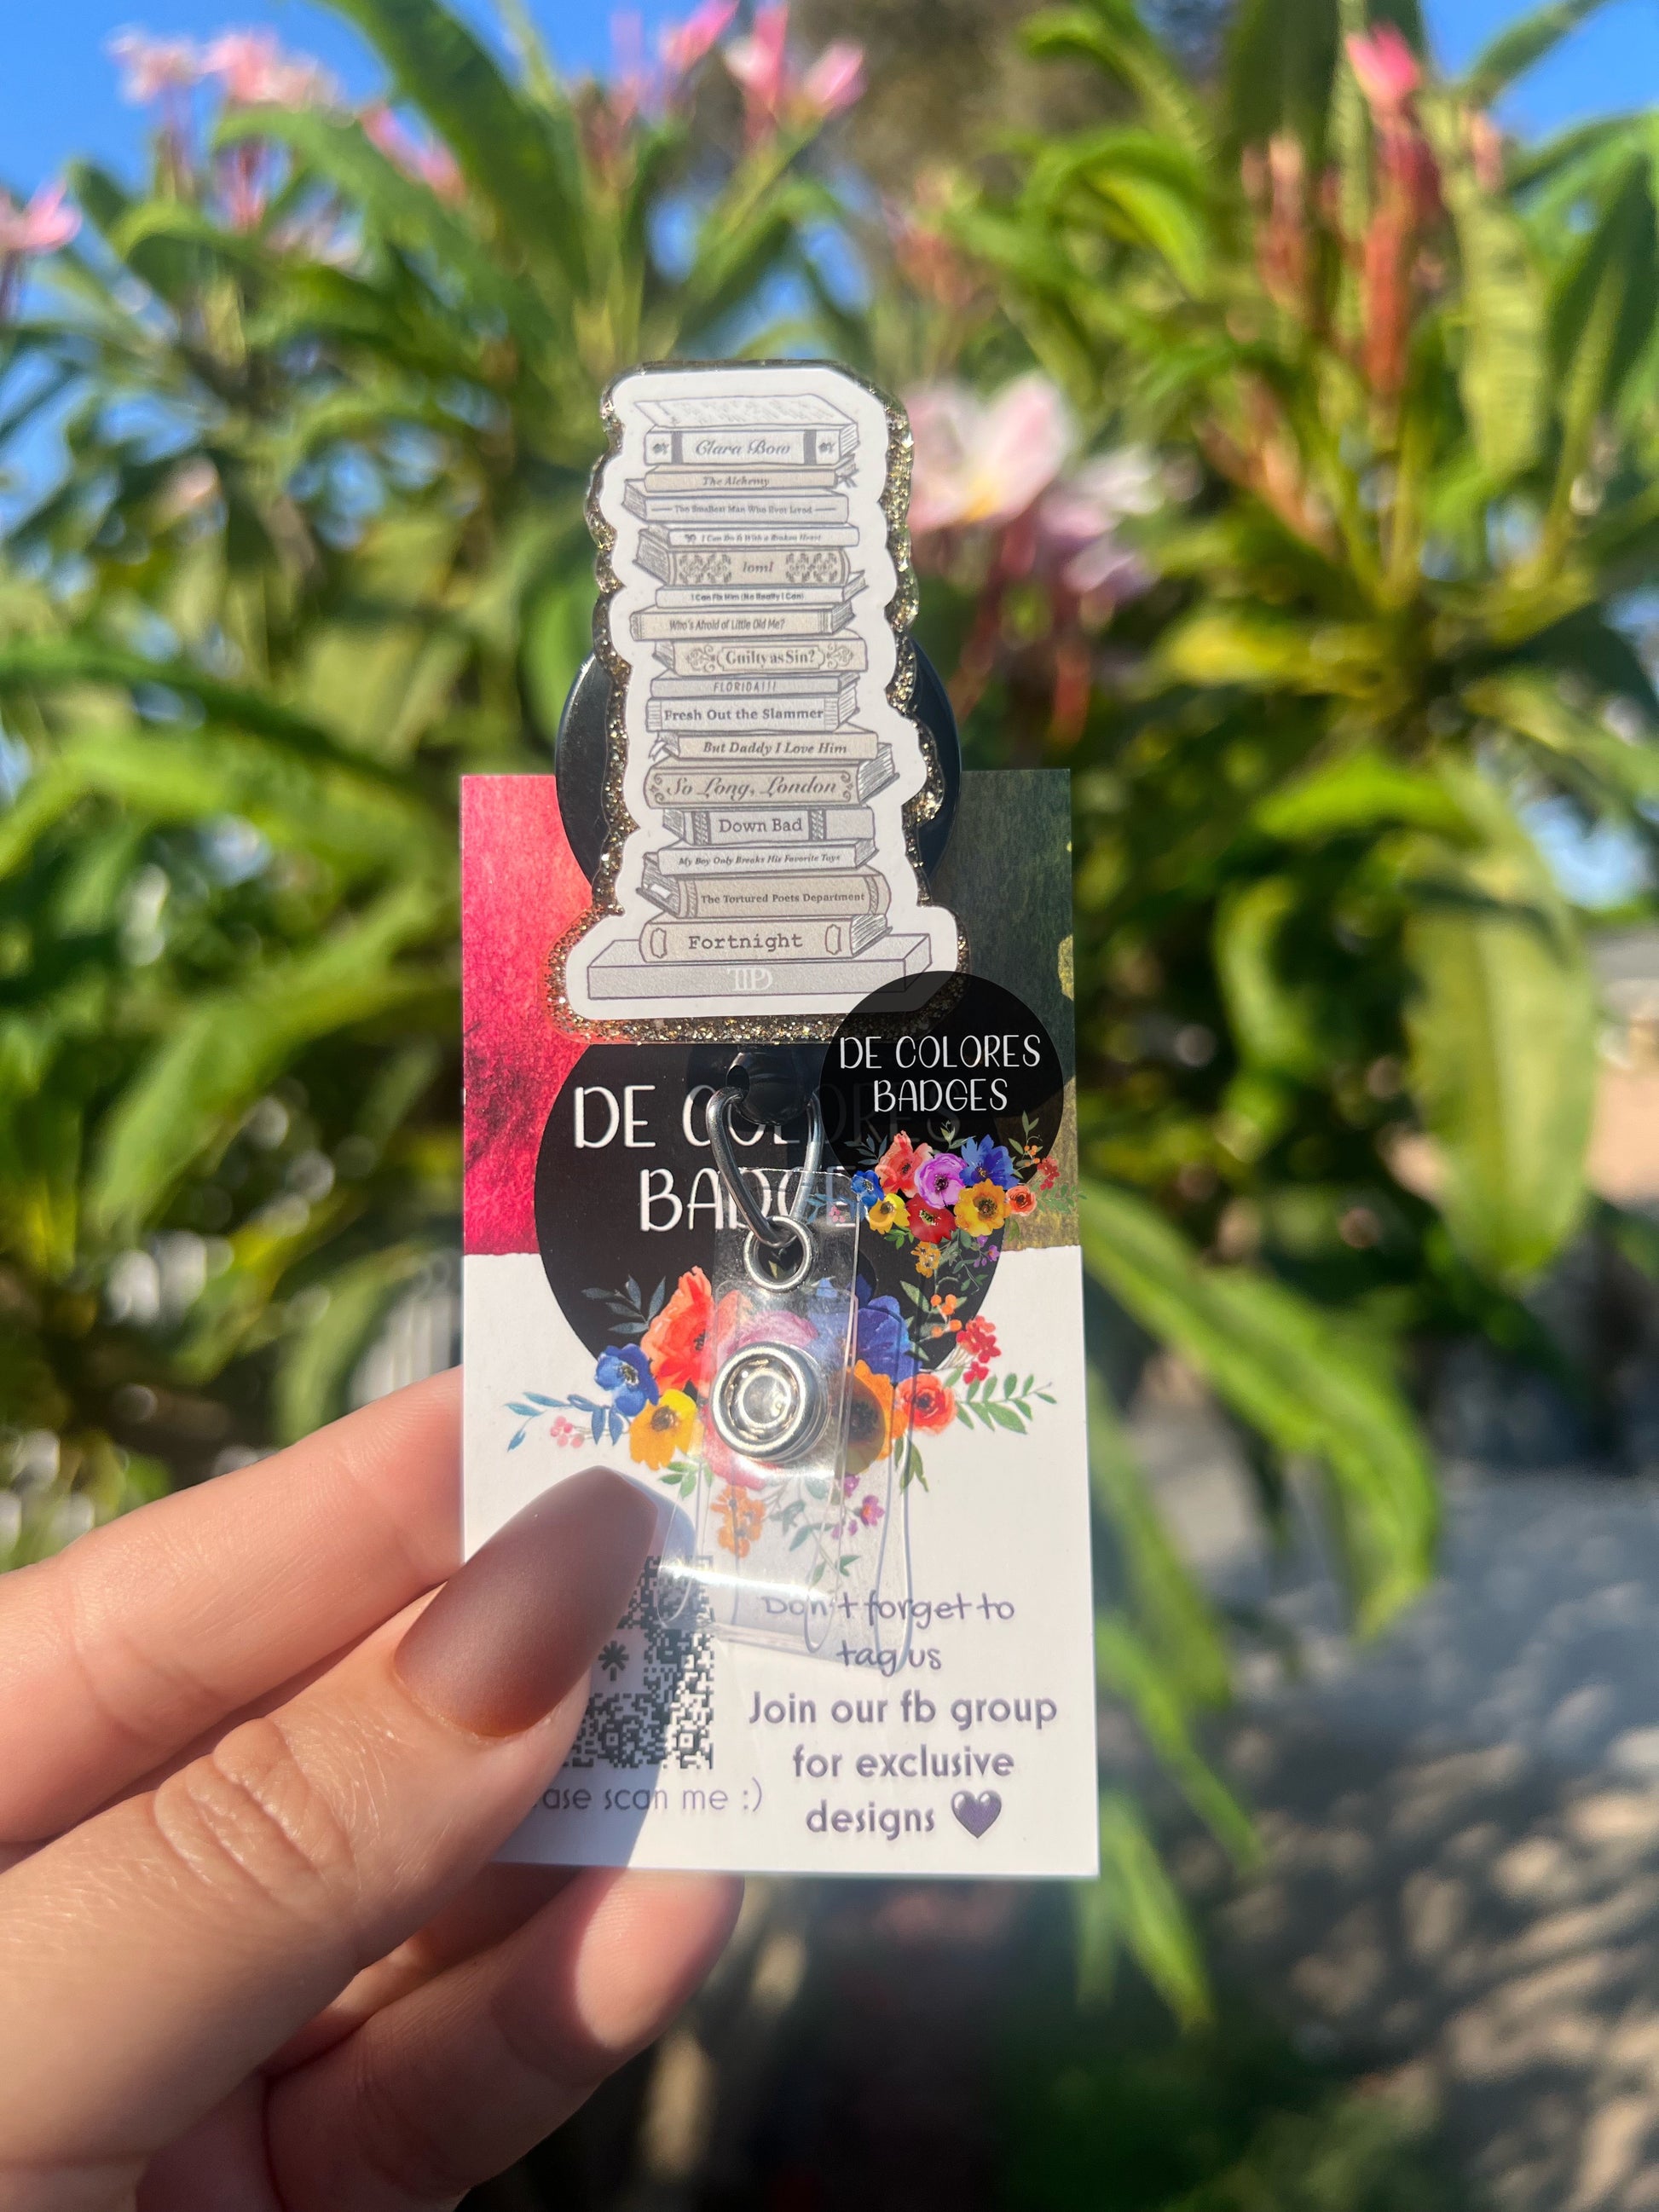 Clara Bow
The Alchemy
The Smallest Man Who Ever Lived
I Can Do It With a Broken Heart
loml
I Can Fix Him (No Really I Can)
Who's Afraid of Little Old Me?
Guilty as Sin?
FLORIDA!!!
Fresh Out the Slammer
But Daddy I Love Him
So Long, London
Down Bad
My Boy Only Breaks His Favorite Toys
The Tortured Poets Department
Fortnight
TTPD
DE COLORES
BADGES
DE COLORES
BADGE
Don't forget to
tag us
Join our fb group
for exclusive
designs
ase scan me :)